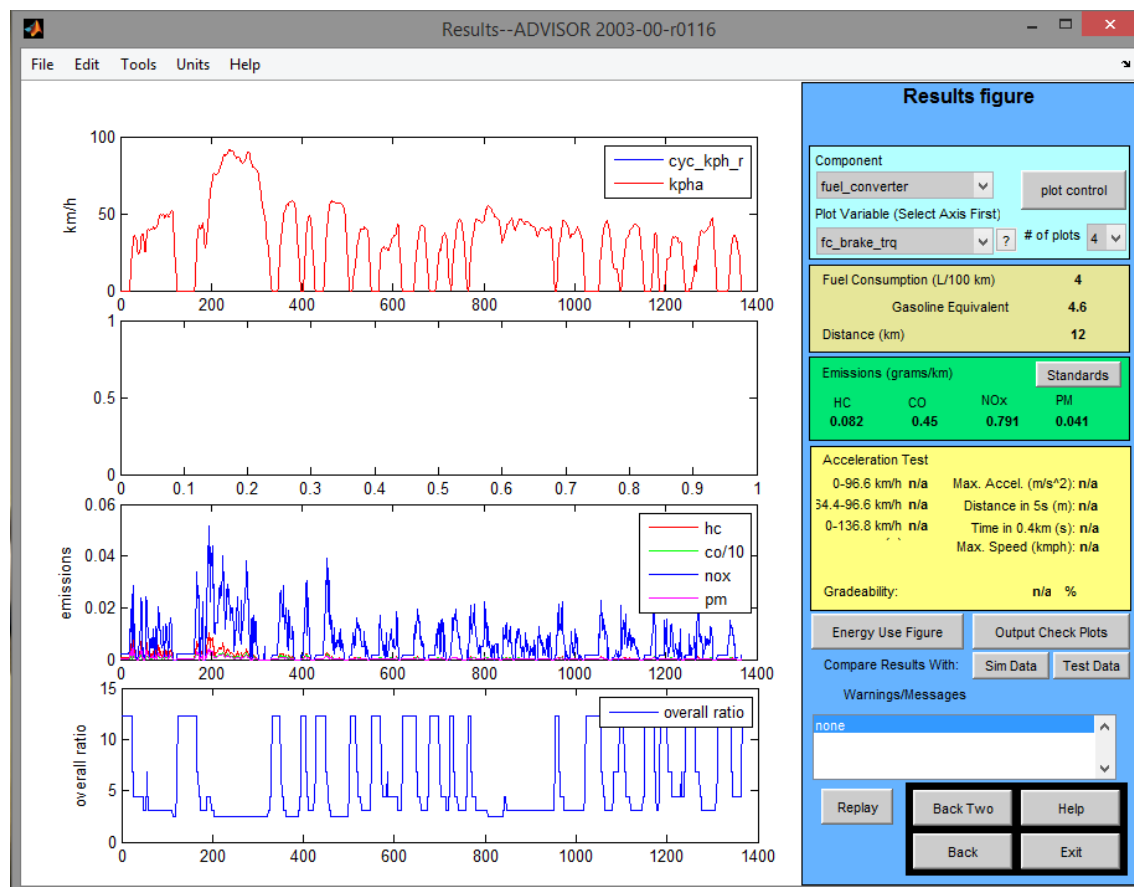 Results--ADVISOR 2003-00-r0116
File Edit Tools Units Help
100
50
0
km/h
cyc_kph_r
kpha
0 200 400 600 800 1000 1200 1400
1
0.5
0
0 0.1 0.2 0.3 0.4 0.5 0.6 0.7 0.8 0.9 1
0.06
0.04
0.02
0
emissions
hc
co/10
nox
pm
0 200 400 600 800 1000 1200 1400
15
10
5
0
overall ratio
overall ratio
0 200 400 600 800 1000 1200 1400
Results figure
Component
fuel_converter
plot control
Plot Variable (Select Axis First)
fc_brake_trq ? # of plots 4
Fuel Consumption (L/100 km) 4
Gasoline Equivalent 4.6
Distance (km) 12
Emissions (grams/km) Standards
HC CO NOx PM
0.082 0.45 0.791 0.041
Acceleration Test
0-96.6 km/h n/a Max. Accel. (m/s^2): n/a
34.4-96.6 km/h n/a Distance in 5s (m): n/a
0-136.8 km/h n/a Time in 0.4km (s): n/a
Max. Speed (kmph): n/a
Gradeability: n/a %
Energy Use Figure Output Check Plots
Compare Results With: Sim Data Test Data
Warnings/Messages
none
Replay Back Two Help
Back Exit